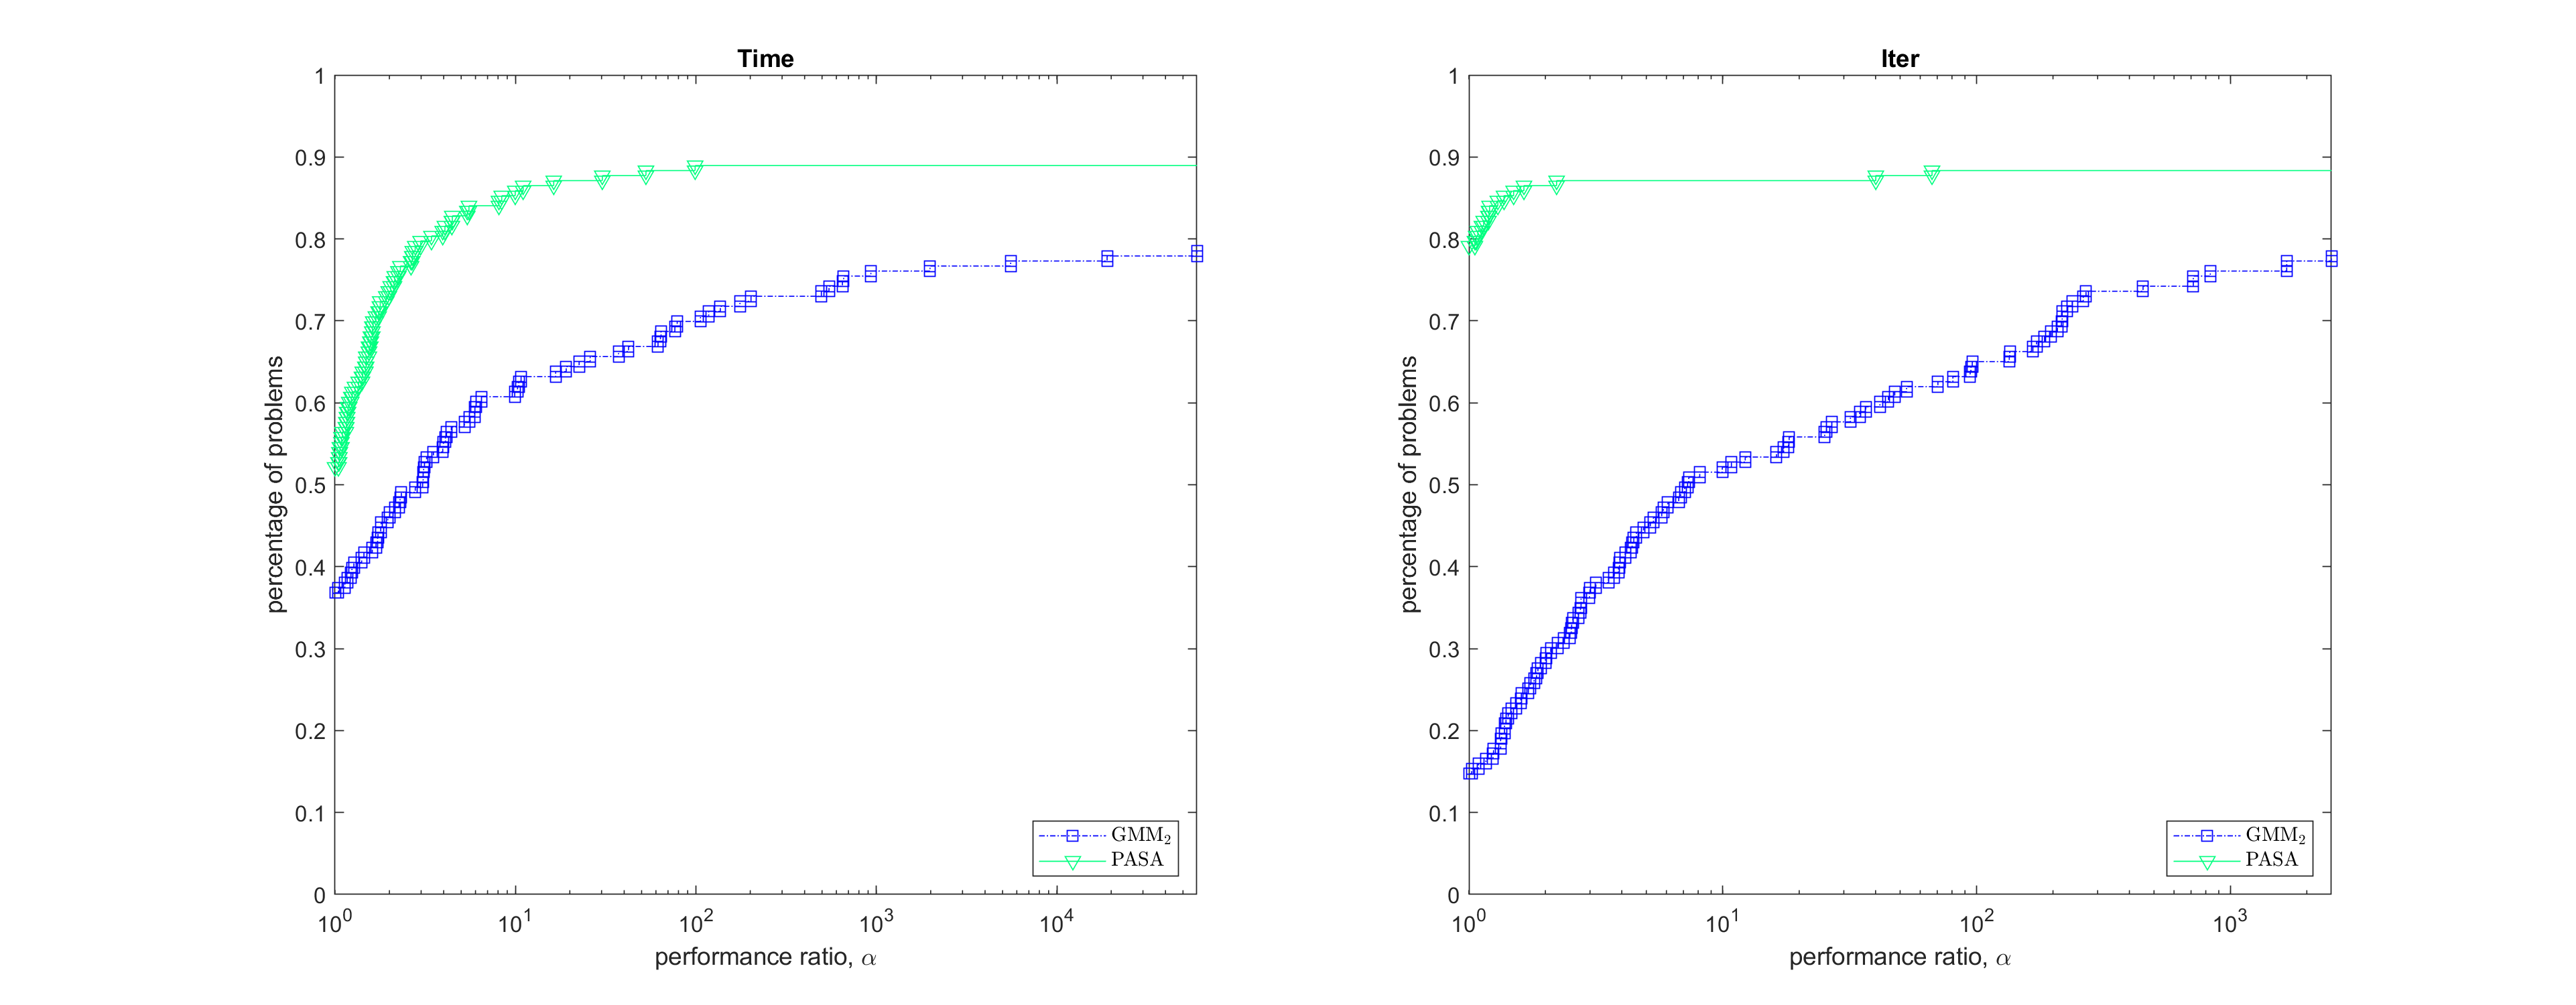 Time
1
0.9
0.8
0.7
0.6
0.5
0.4
0.3
0.2
0.1
0
percentage of problems
10^0 10^1 10^2 10^3 10^4
performance ratio, α
GMM₂
PASA
Iter
1
0.9
0.8
0.7
0.6
0.5
0.4
0.3
0.2
0.1
0
percentage of problems
10^0 10^1 10^2 10^3
performance ratio, α
GMM₂
PASA